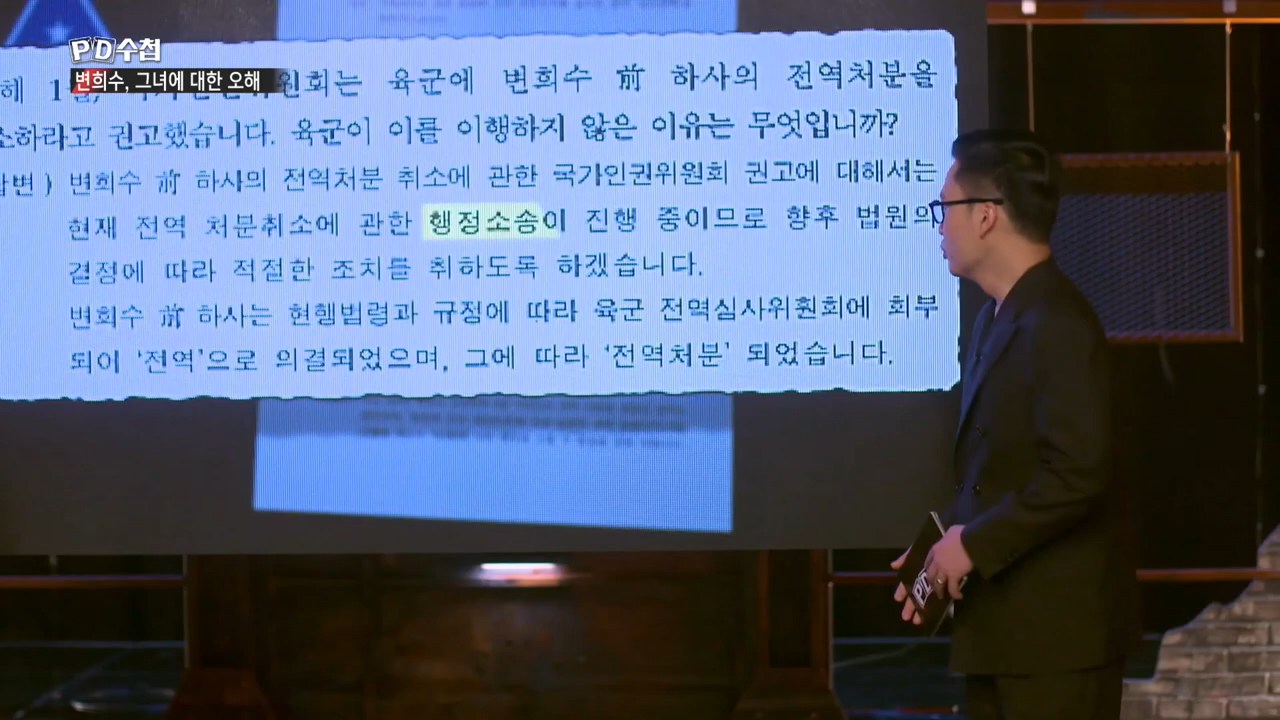 PD수첩
변희수, 그녀에 대한 오해
해 1 원회는 육군에 변희수 前 하사의 전역처분을
소하라고 권고했습니다. 육군이 이를 이행하지 않은 이유는 무엇입니까?
변 ) 변희수 前 하사의 전역처분 취소에 관한 국가인권위원회 권고에 대해서는
현재 전역 처분취소에 관한 행정소송이 진행 중이므로 향후 법원의
결정에 따라 적절한 조치를 취하도록 하겠습니다.
변희수 前 하사는 현행법령과 규정에 따라 육군 전역심사위원회에 회부
되어 '전역'으로 의결되었으며, 그에 따라 '전역처분' 되었습니다.
PD